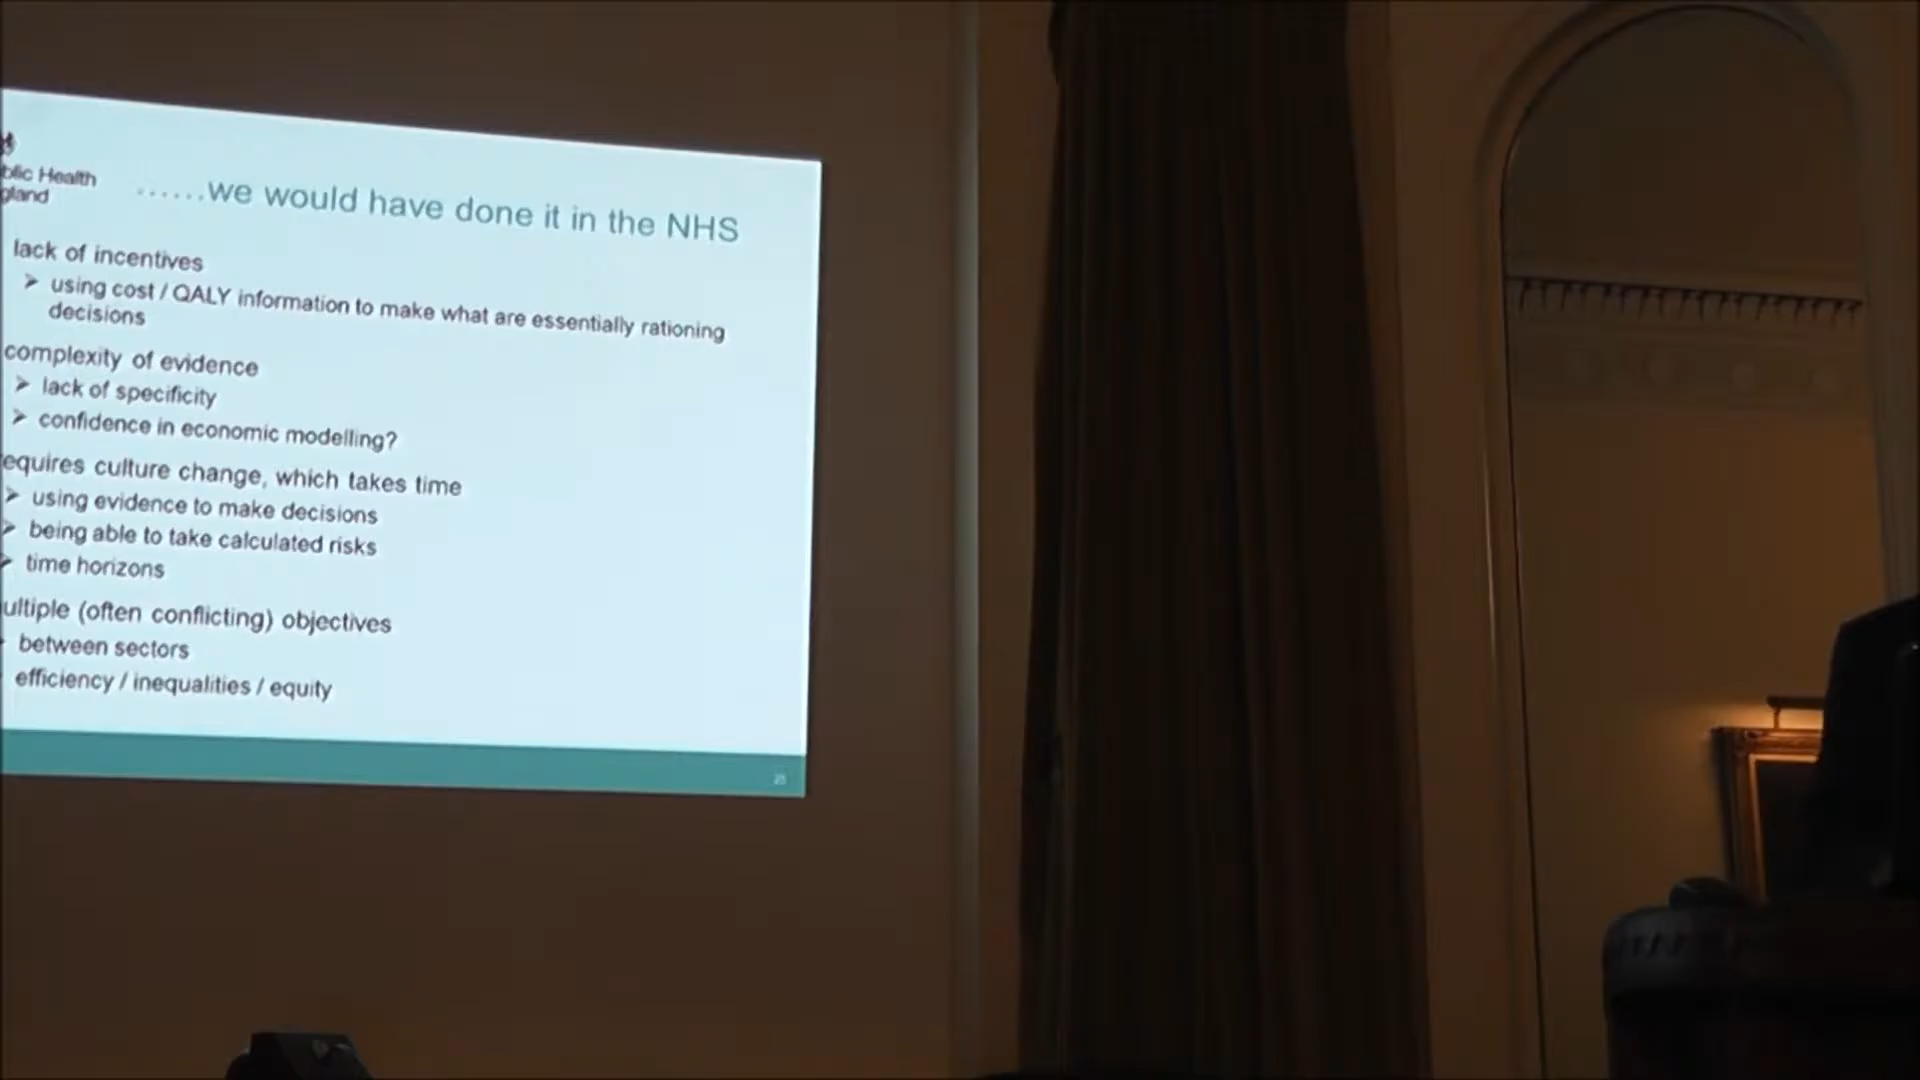 blic Health
gland
......we would have done it in the NHS
lack of incentives
➤ using cost / QALY information to make what are essentially rationing
decisions
complexity of evidence
➤ lack of specificity
➤ confidence in economic modelling?
equires culture change, which takes time
➤ using evidence to make decisions
➤ being able to take calculated risks
➤ time horizons
ultiple (often conflicting) objectives
between sectors
efficiency / inequalities / equity